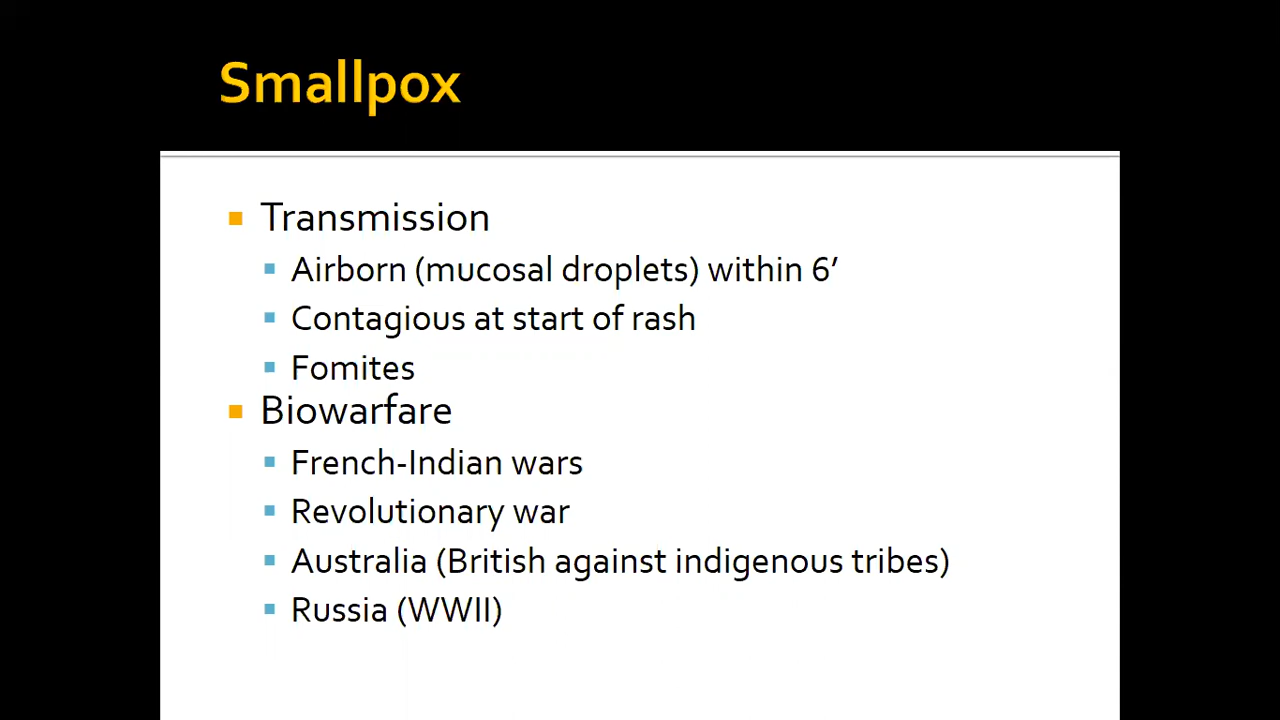 Smallpox
Transmission
Airborn (mucosal droplets) within 6′
Contagious at start of rash
Fomites
Biowarfare
French-Indian wars
Revolutionary war
Australia (British against indigenous tribes)
Russia (WWII)